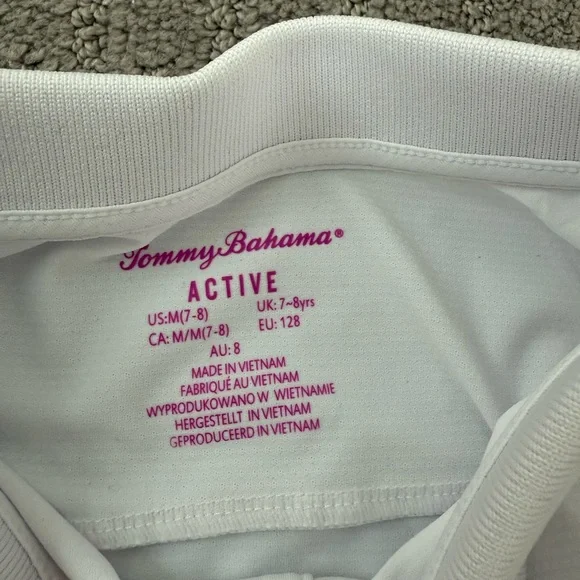 Tommy Bahama®
ACTIVE
US:M(7-8) UK: 7~8yrs
CA: M/M(7-8) EU: 128
AU: 8
MADE IN VIETNAM
FABRIQUÉ AU VIETNAM
WYPRODUKOWANO W WIETNAMIE
HERGESTELLT IN VIETNAM
GEPRODUCEERD IN VIETNAM